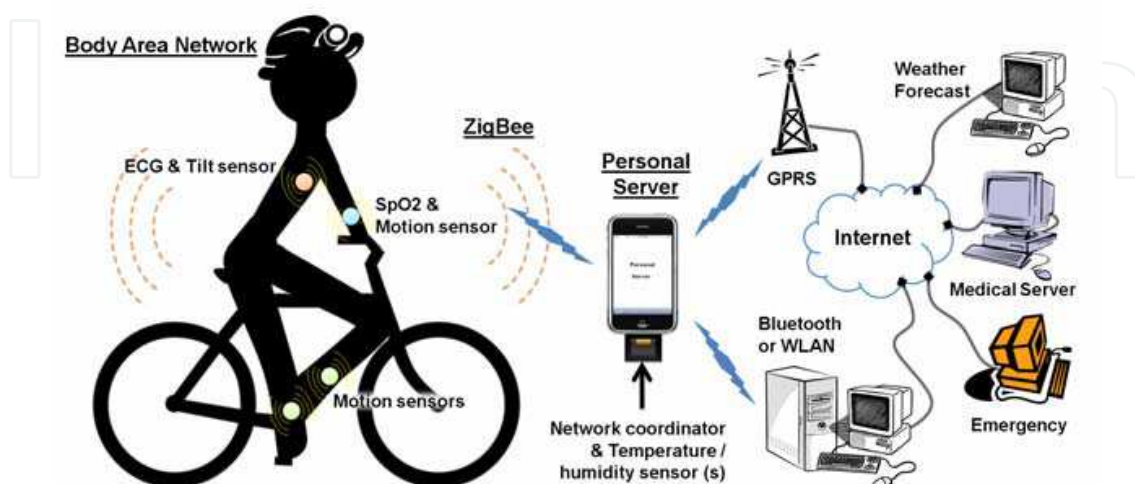 Body Area Network
ECG & Tilt sensor
SpO2 &
Motion sensor
Motion sensors
ZigBee
Personal
Server
Personal
Server
Network coordinator
& Temperature /
humidity sensor (s)
GPRS
Bluetooth
or WLAN
Internet
Weather
Forecast
Medical Server
Emergency